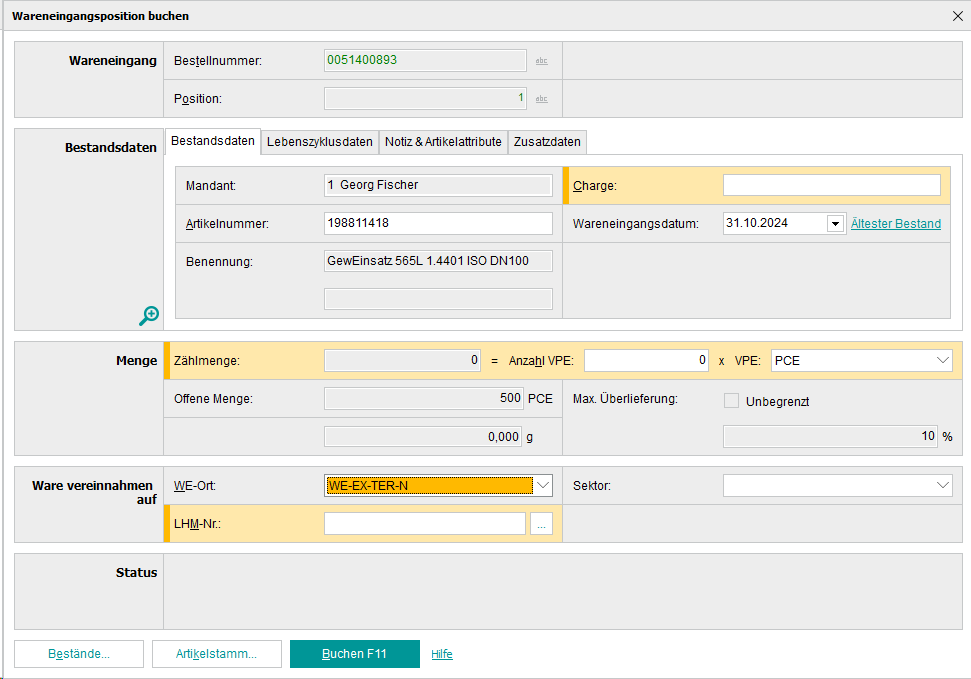 Wareneingangsposition buchen
Wareneingang
Bestellnummer: 0051400893 abc
Position: 1 abc
Bestandsdaten
Bestandsdaten Lebenszyklusdaten Notiz & Artikelattribute Zusatzdaten
Mandant: 1 Georg Fischer Charge:
Artikelnummer: 198811418 Wareneingangsdatum: 31.10.2024 Ältester Bestand
Benennung: GewEinsatz 565L 1.4401 ISO DN100
Menge
Zählmenge: 0 = Anzahl VPE: 0 x VPE: PCE
Offene Menge: 500 PCE Max. Überlieferung: Unbegrenzt
0,000 g 10 %
Ware vereinnahmen
auf
WE-Ort: WE-EX-TER-N Sektor:
LHM-Nr.: ...
Status
Bestände... Artikelstamm... Buchen F11 Hilfe